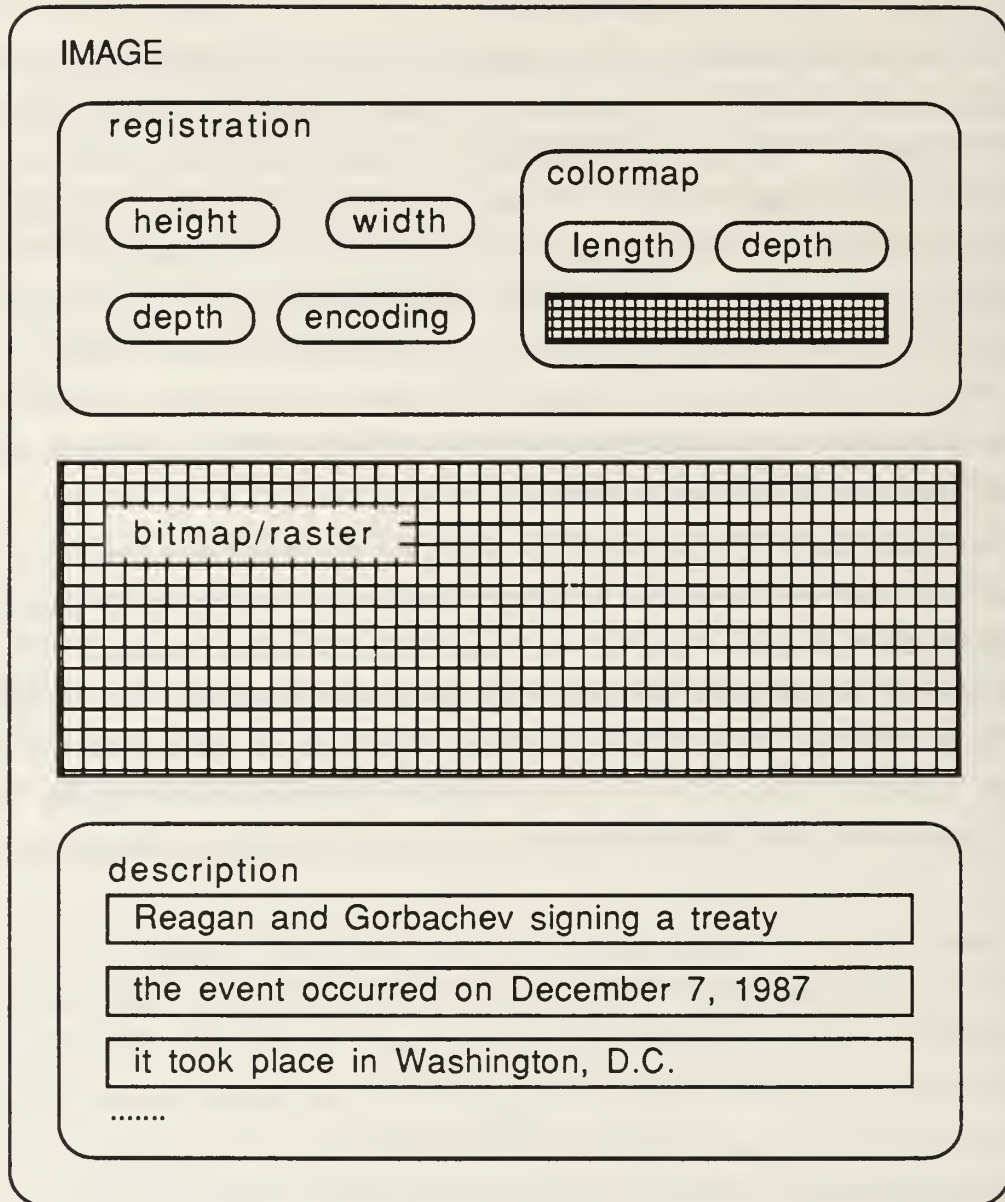 IMAGE
registration
colormap
height width
length depth
depth encoding
bitmap/raster
description
Reagan and Gorbachev signing a treaty
the event occurred on December 7, 1987
it took place in Washington, D.C.
.......